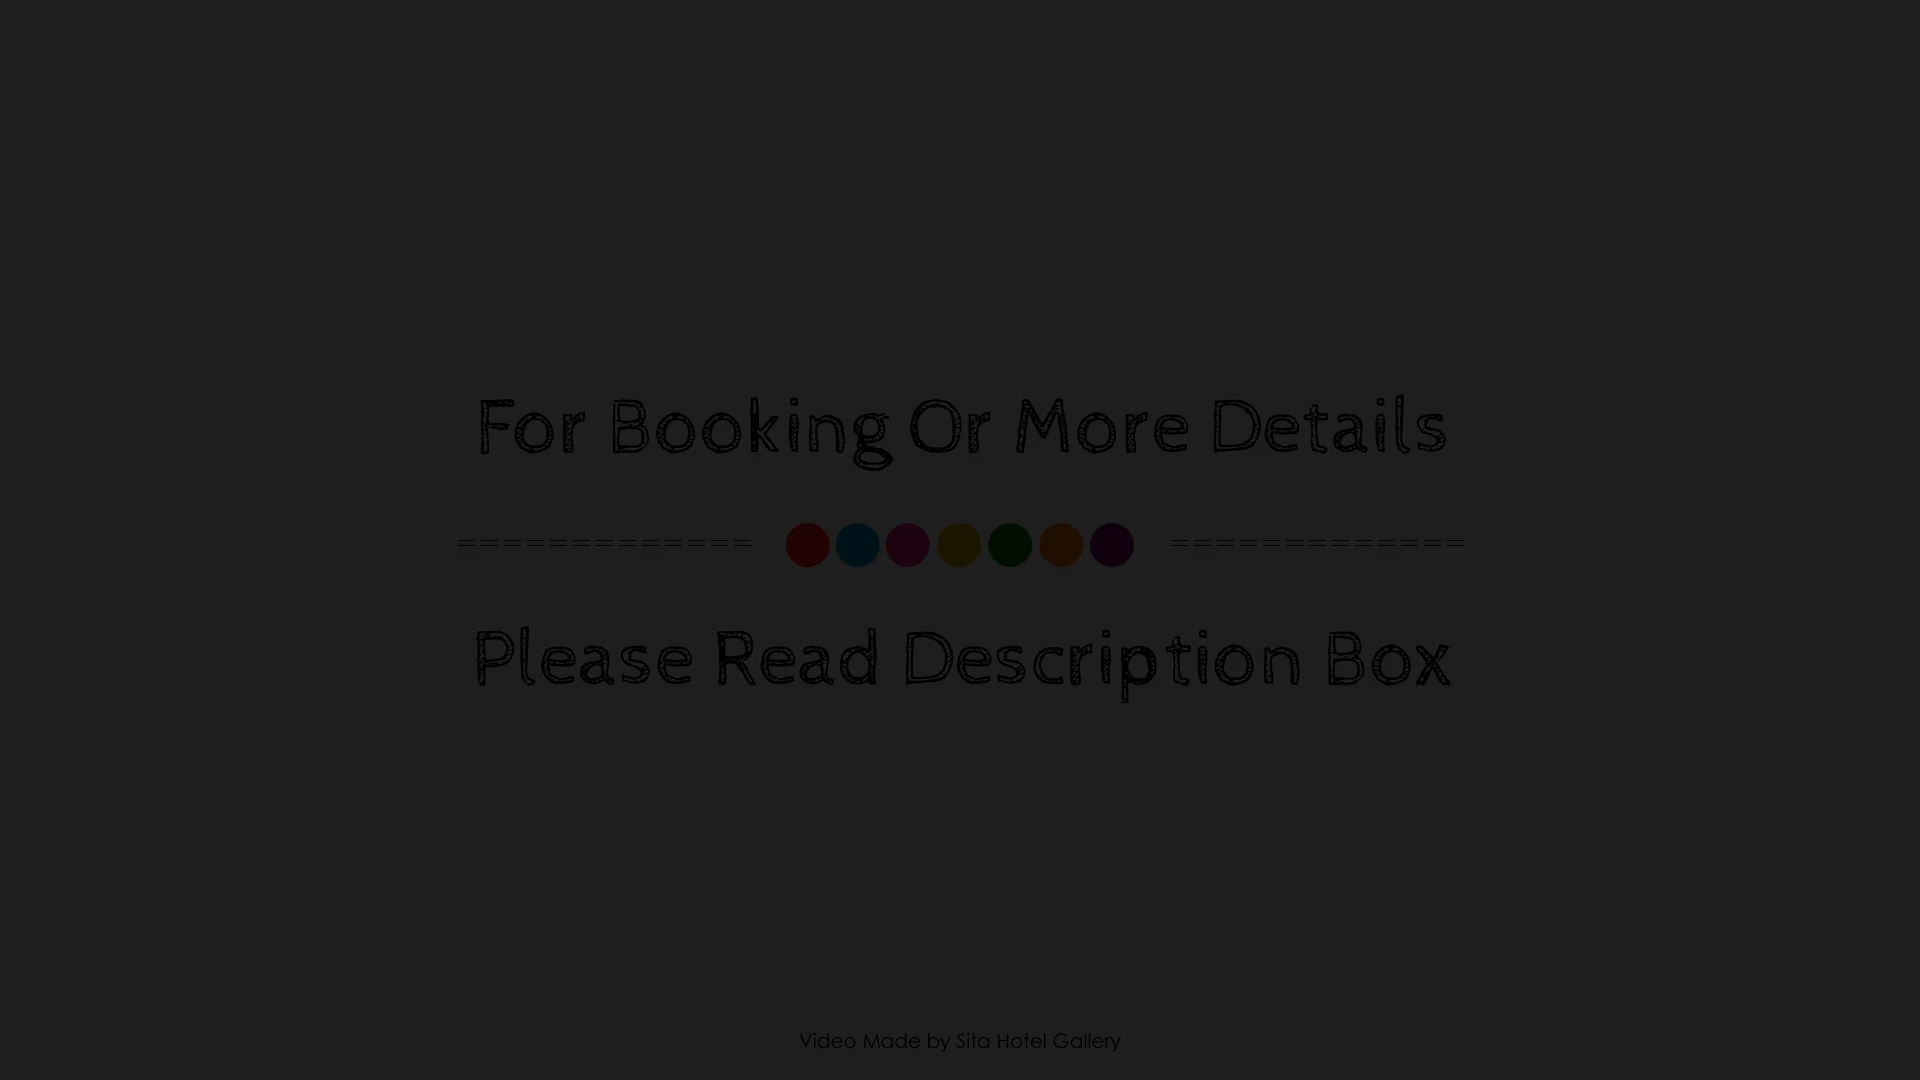 For Booking Or More Details
============= =============
Please Read Description Box
Video Made by Sita Hotel Gallery